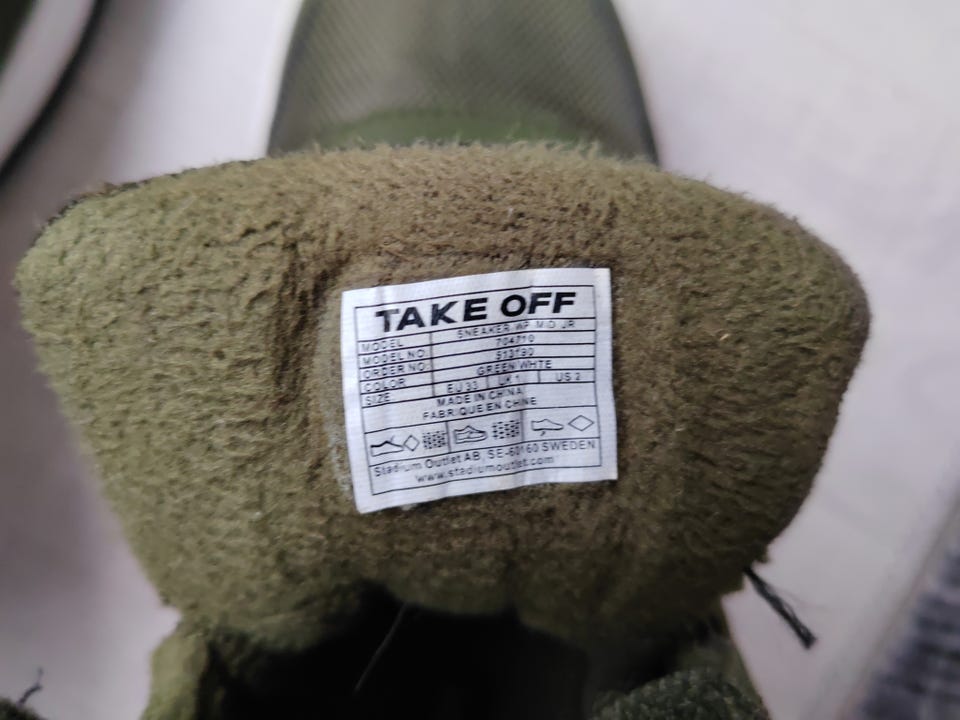 TAKE OFF
MODEL SNEAKER WP MID JR
MODEL NO: 704710
ORDER NO: 513780
COLOR GREEN WHTE
SIZE EU 33 UK 1 US 2
MADE IN CHINA
FABRIQUE EN CHINE
Stadium Outlet AB, SE-60160 SWEDEN
www.stadiumoutlet.com